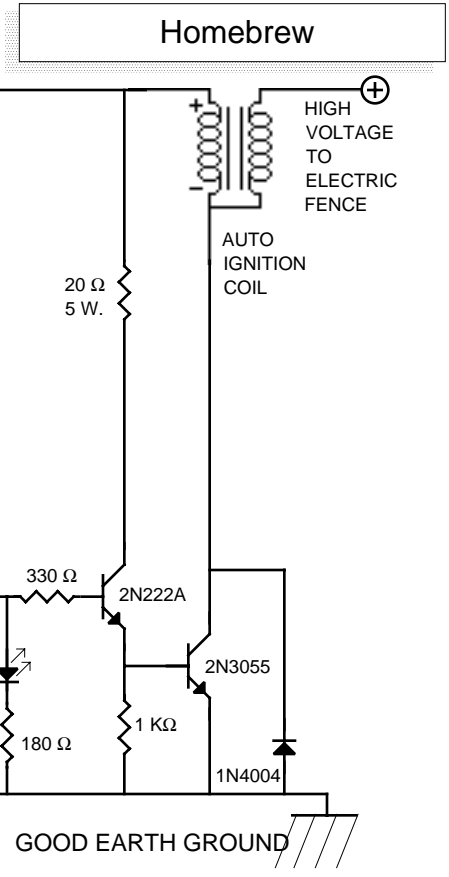 Homebrew
+
HIGH
VOLTAGE
TO
ELECTRIC
FENCE
−
AUTO
IGNITION
COIL
20 Ω
5 W.
330 Ω
2N222A
2N3055
1 KΩ
180 Ω
1N4004
GOOD EARTH GROUND